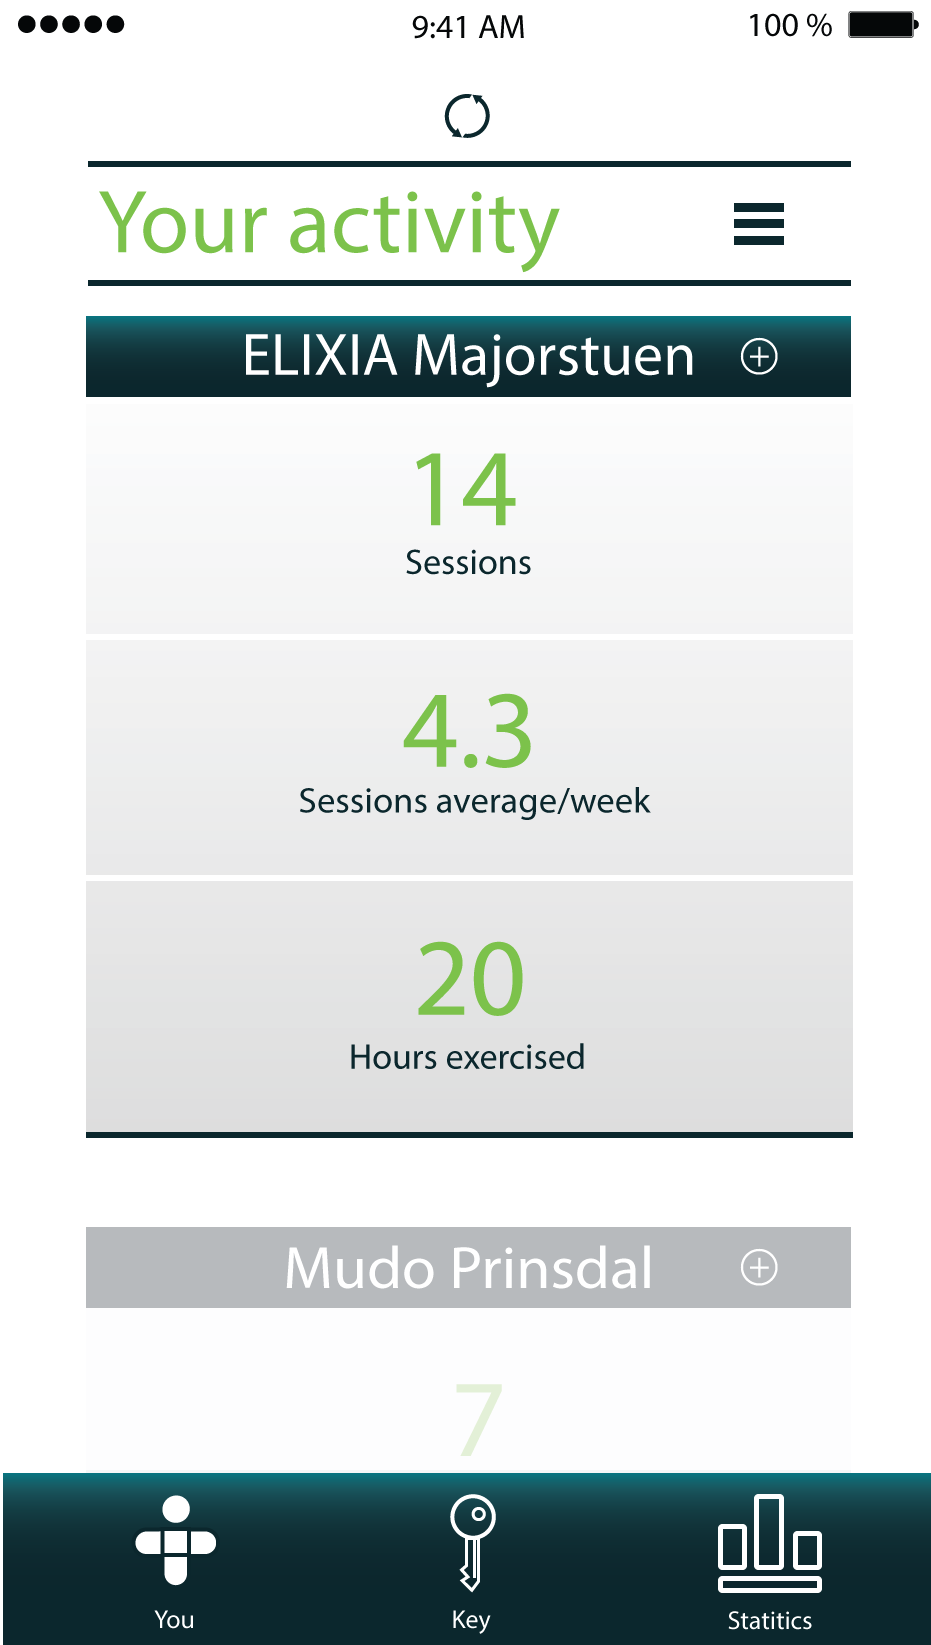 9:41 AM
100 %
Your activity
ELIXIA Majorstuen
14
Sessions
4.3
Sessions average/week
20
Hours exercised
Mudo Prinsdal
7
You
Key
Statitics